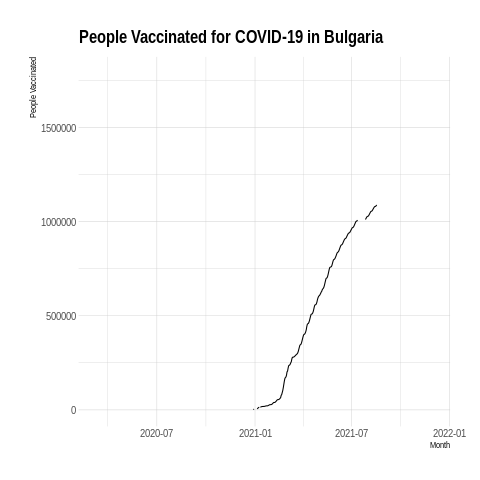 People Vaccinated for COVID-19 in Bulgaria
People Vaccinated
1500000
1000000
500000
0
2020-07 2021-01 2021-07 2022-01
Month